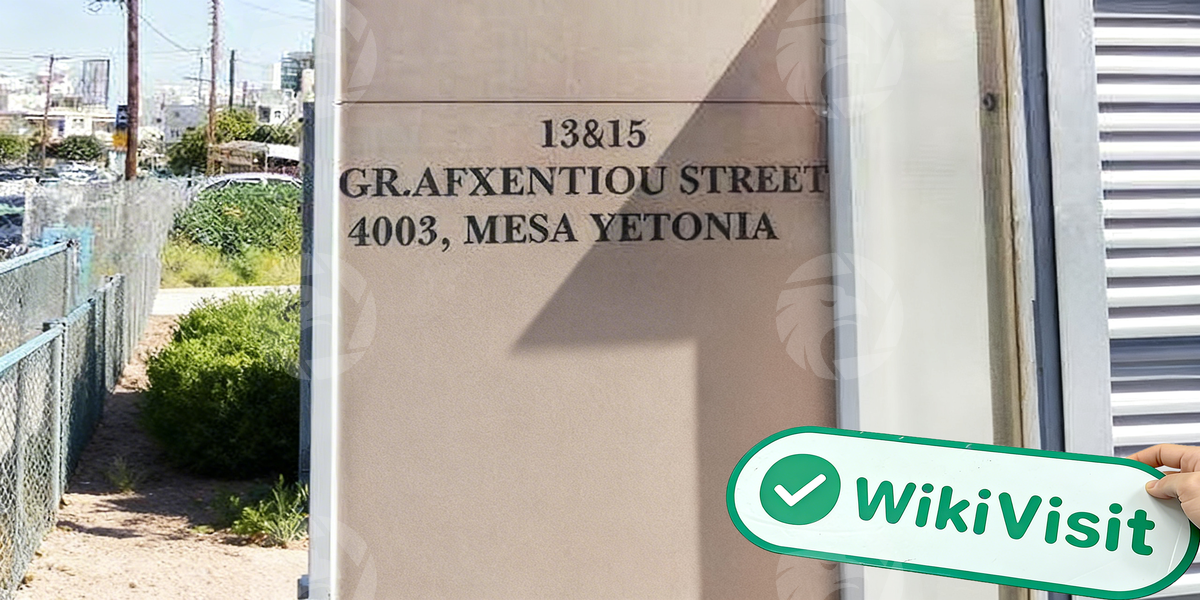 13&15
GR.AFXENTIOU STREET
4003, MESA YETONIA
WikiVisit